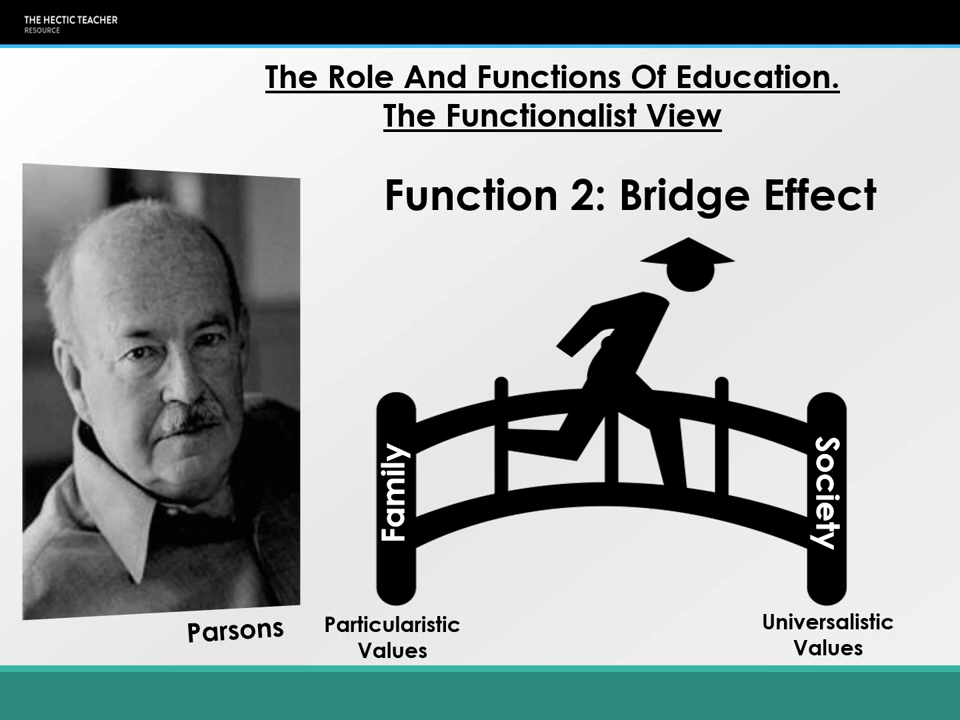 THE HECTIC TEACHER
RESOURCE
The Role And Functions Of Education.
The Functionalist View
Function 2: Bridge Effect
Family
Society
Parsons
Particularistic
Values
Universalistic
Values